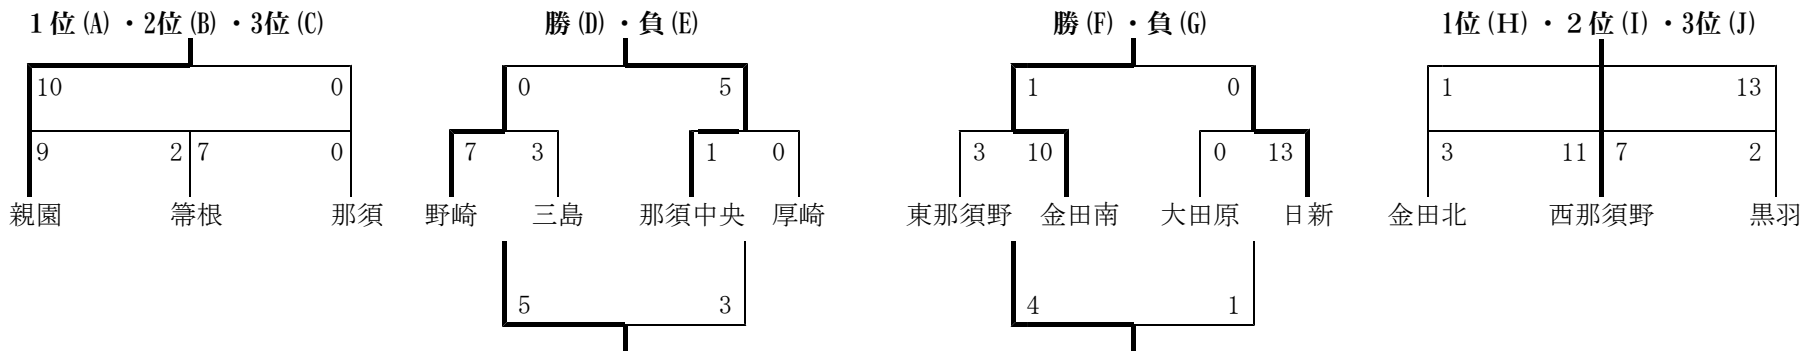 １位(A)・2位(B)・3位(C) 勝(D)・負(E) 勝(F)・負(G) 1位(H)・２位(I)・3位(J)
10 0 0 5 1 0 1 13
9 2 7 0 7 3 1 0 3 10 0 13 3 11 7 2
親園 箒根 那須 野崎 三島 那須中央 厚崎 東那須野 金田南 大田原 日新 金田北 西那須野 黒羽
5 3 4 1